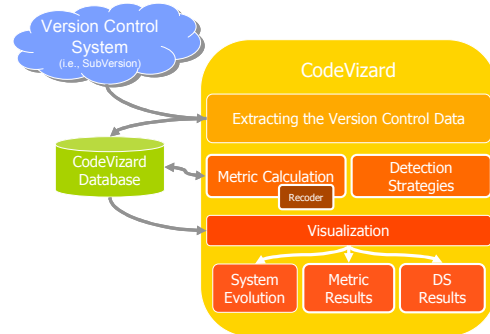 Version Control
System
(i.e., SubVersion)
CodeVizard
Extracting the Version Control Data
CodeVizard
Database
Metric Calculation
Recoder
Detection
Strategies
Visualization
System
Evolution
Metric
Results
DS
Results